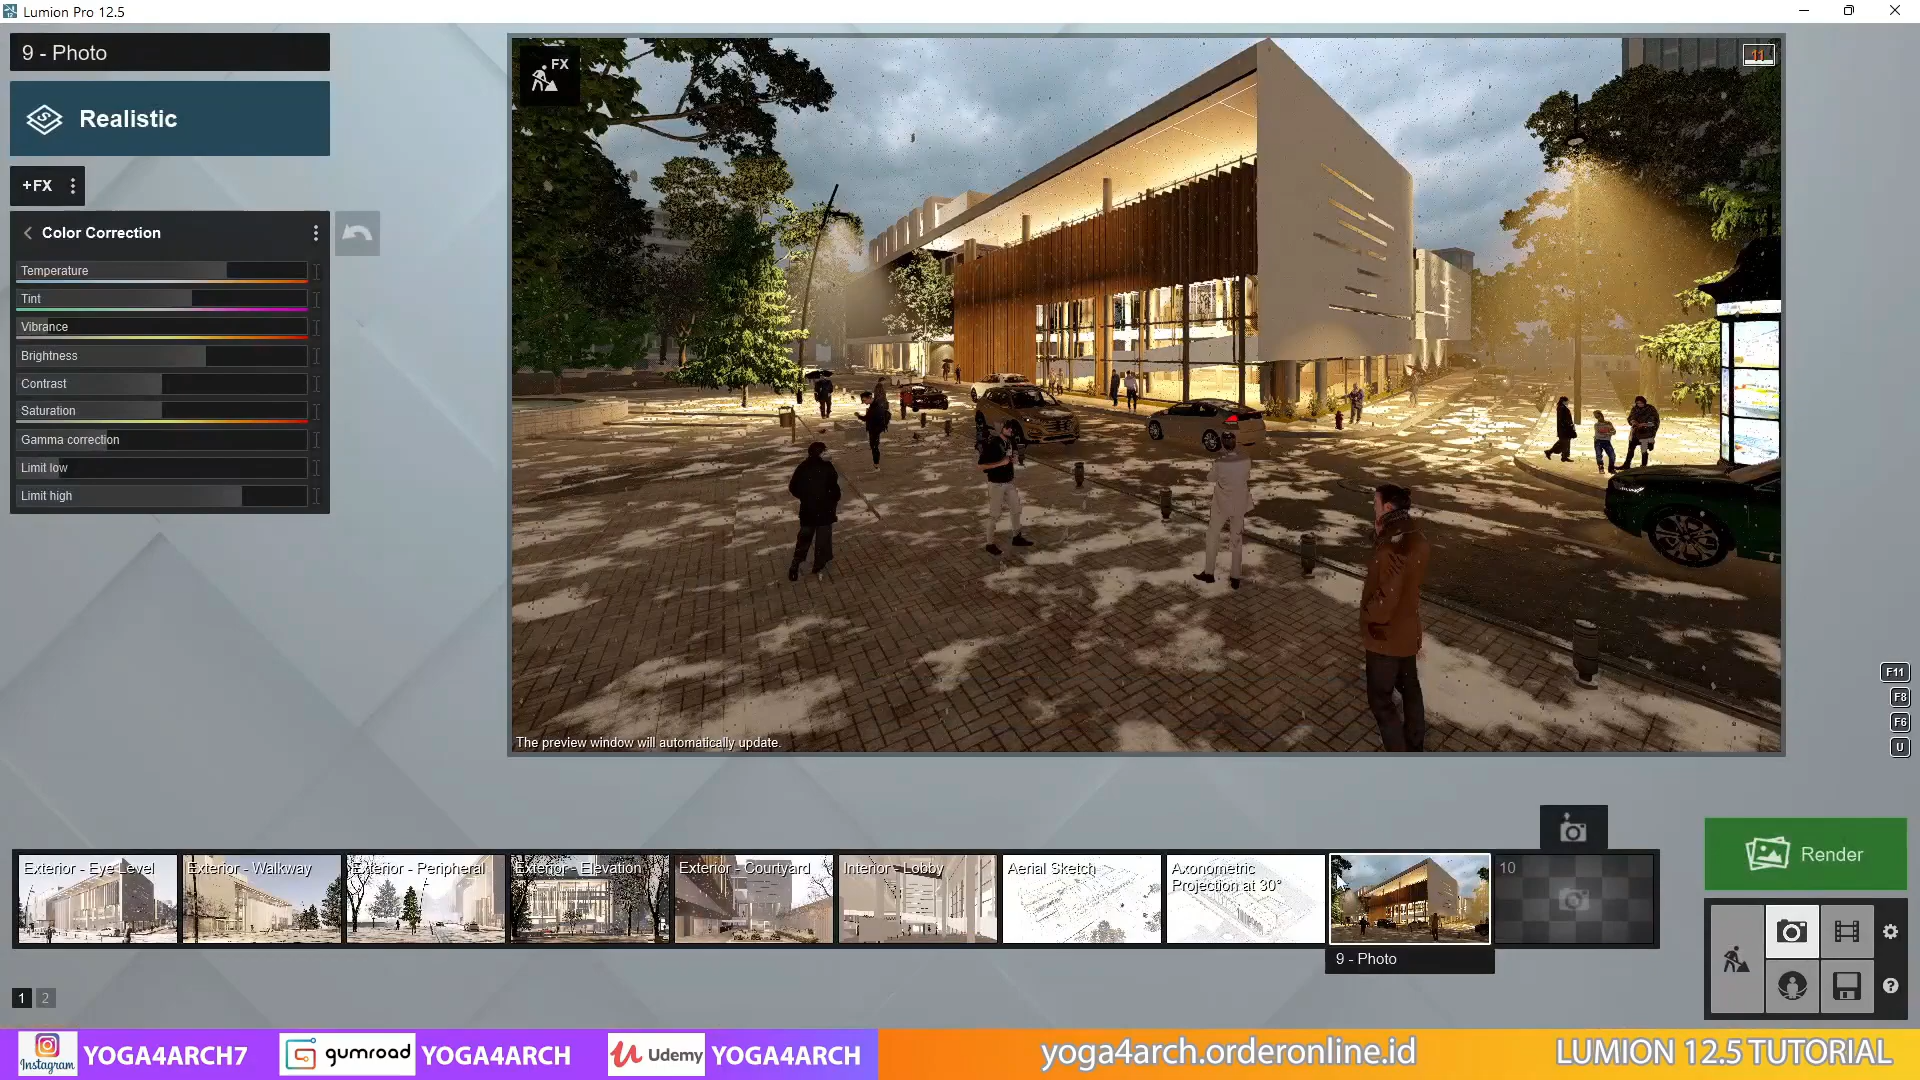 Lumion Pro 12.5
9 - Photo
Realistic
+FX
Color Correction
Temperature
Tint
Vibrance
Brightness
Contrast
Saturation
Gamma correction
Limit low
Limit high
FX
11
The preview window will automatically update.
F11
F8
F6
U
Exterior - Eye Level
Exterior - Walkway
Exterior - Peripheral
Exterior - Elevation
Exterior - Courtyard
Interior - Lobby
Aerial Sketch
Axonometric
Projection at 30°
10
9 - Photo
Render
1 2
Instagram
YOGA4ARCH7
gumroad
YOGA4ARCH
Udemy
YOGA4ARCH
yoga4arch.orderonline.id
LUMION 12.5 TUTORIAL